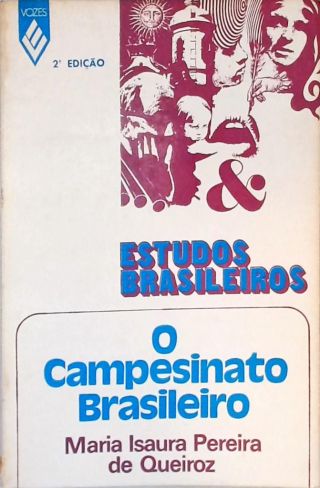 VOZES
2ª EDIÇÃO
&
ESTUDOS
BRASILEIROS
O
Campesinato
Brasileiro
Maria Isaura Pereira
de Queiroz